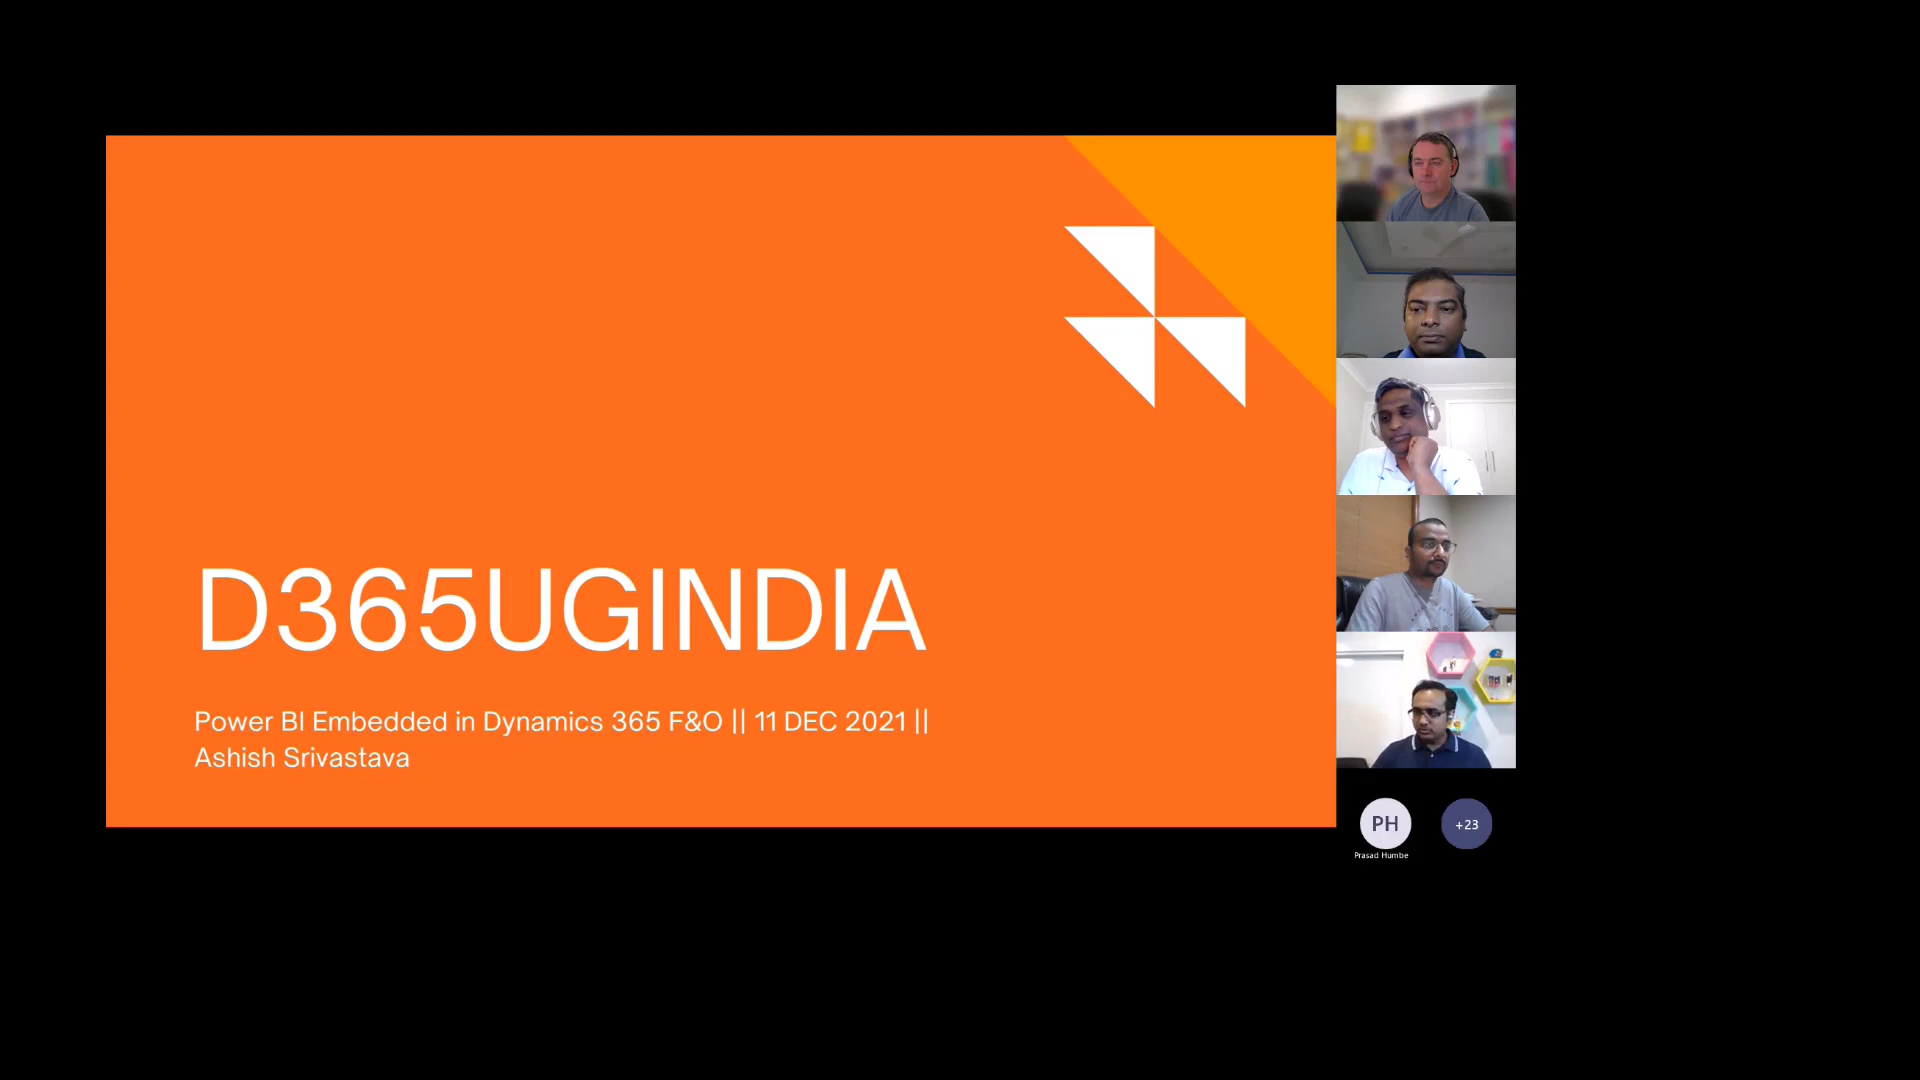 D365UGINDIA
Power BI Embedded in Dynamics 365 F&O || 11 DEC 2021 ||
Ashish Srivastava
PH
+23
Prasad Humbe